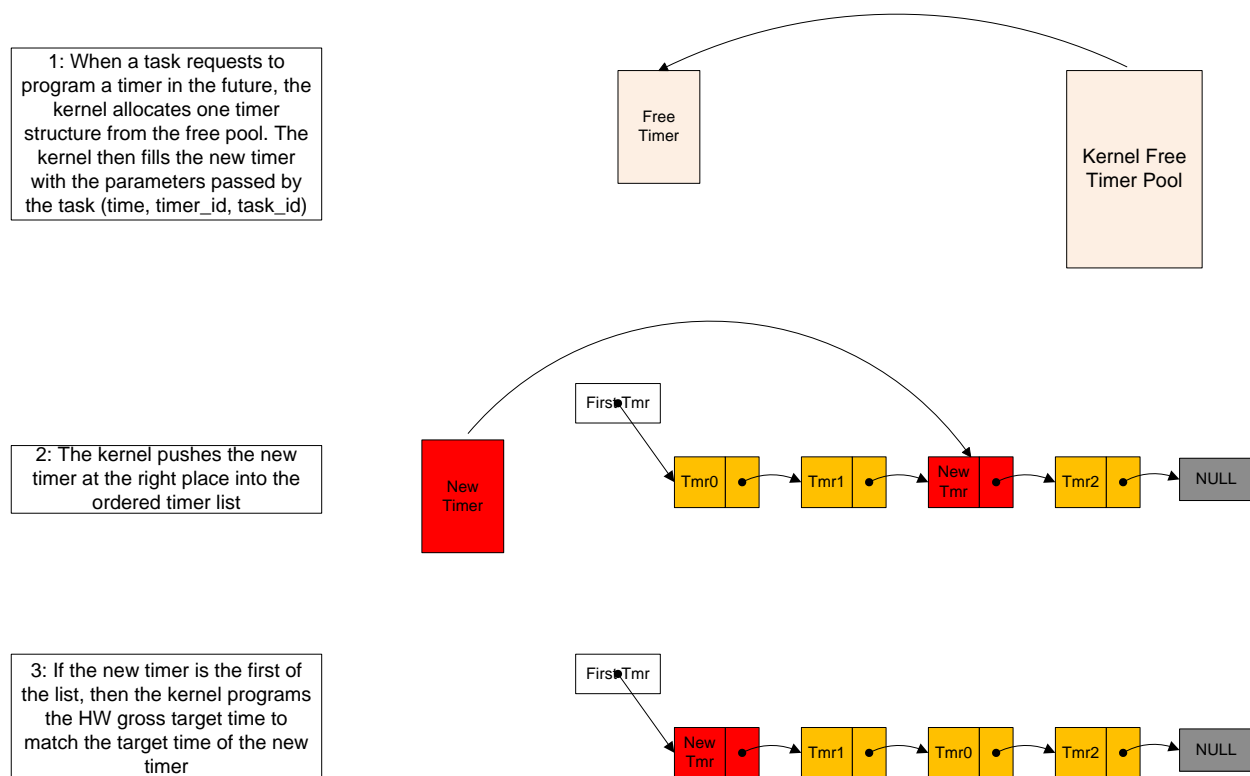 1: When a task requests to
program a timer in the future, the
kernel allocates one timer
structure from the free pool. The
kernel then fills the new timer
with the parameters passed by
the task (time, timer_id, task_id)
Free
Timer
Kernel Free
Timer Pool
2: The kernel pushes the new
timer at the right place into the
ordered timer list
New
Timer
First Tmr
Tmr0
Tmr1
New
Tmr
Tmr2
NULL
3: If the new timer is the first of
the list, then the kernel programs
the HW gross target time to
match the target time of the new
timer
First Tmr
New
Tmr
Tmr1
Tmr0
Tmr2
NULL